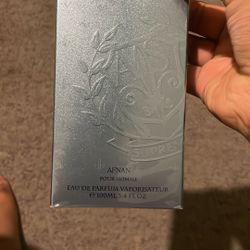 AFNAN
POUR HOMME
EAU DE PARFUM VAPORISATEUR
e 100ML 3.4 FL.OZ